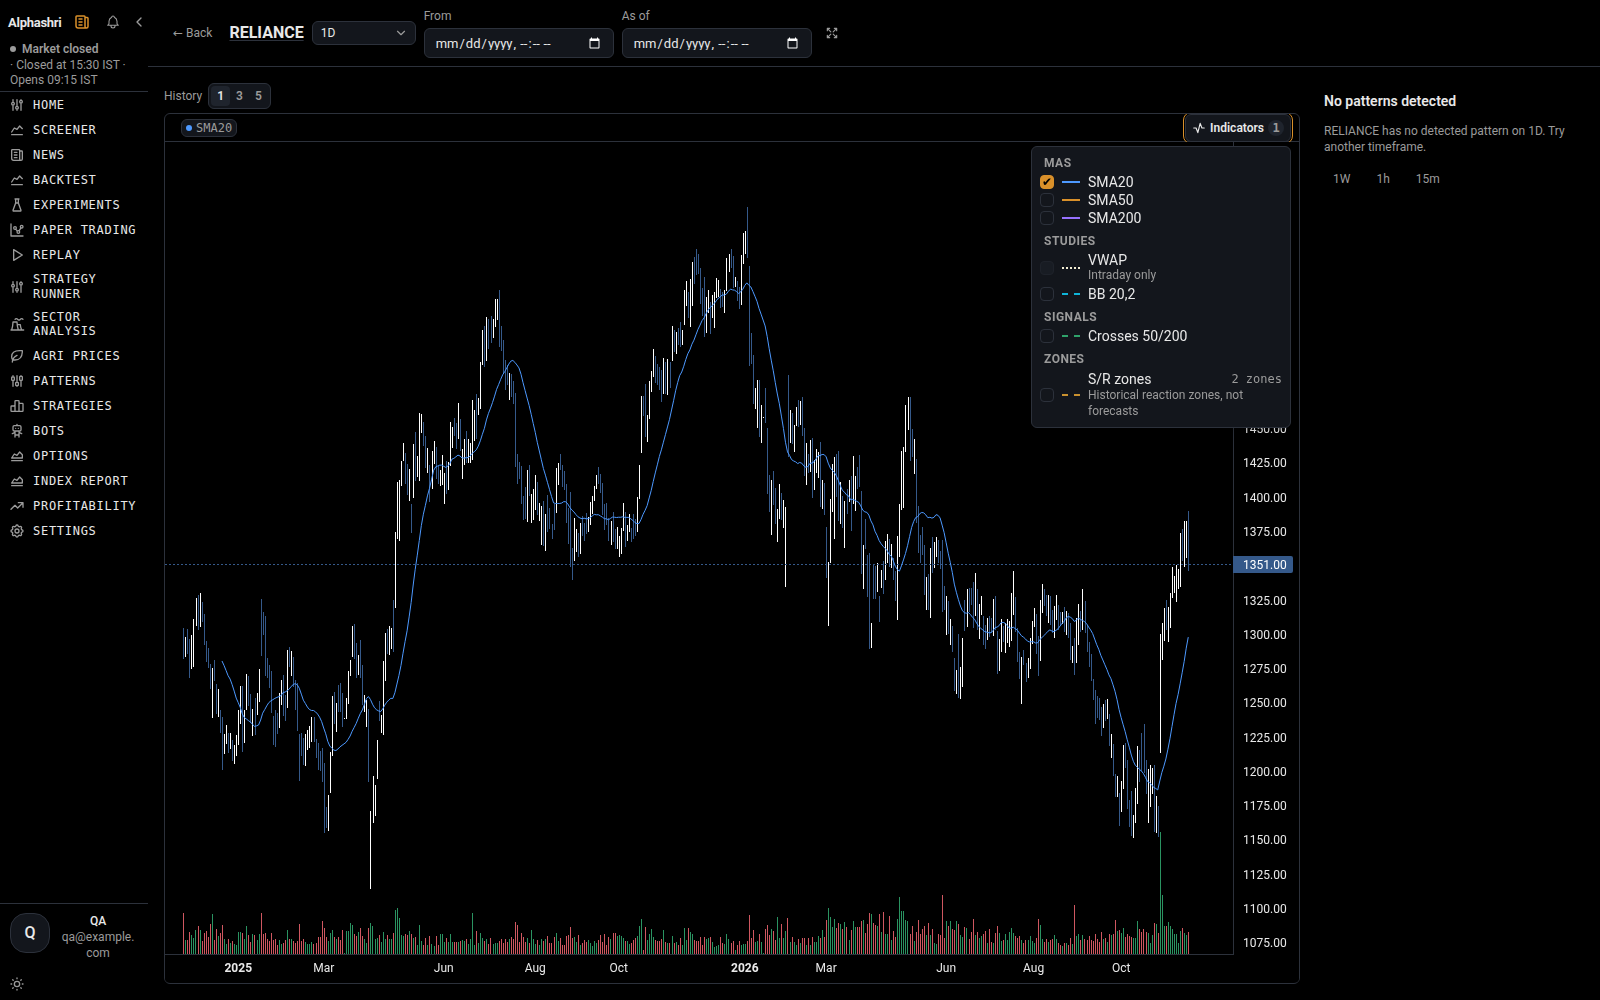 Alphashri
Market closed
· Closed at 15:30 IST ·
Opens 09:15 IST
HOME
SCREENER
NEWS
BACKTEST
EXPERIMENTS
PAPER TRADING
REPLAY
STRATEGY
RUNNER
SECTOR
ANALYSIS
AGRI PRICES
PATTERNS
STRATEGIES
BOTS
OPTIONS
INDEX REPORT
PROFITABILITY
SETTINGS
Q
QA
qa@example.
com
← Back
RELIANCE
1D
From
mm/dd/yyyy, --:-- --
As of
mm/dd/yyyy, --:-- --
History 1 3 5
SMA20
Indicators 1
MAS
SMA20
SMA50
SMA200
STUDIES
VWAP
Intraday only
BB 20,2
SIGNALS
Crosses 50/200
ZONES
S/R zones 2 zones
Historical reaction zones, not
forecasts
1450.00
1425.00
1400.00
1375.00
1351.00
1325.00
1300.00
1275.00
1250.00
1225.00
1200.00
1175.00
1150.00
1125.00
1100.00
1075.00
2025 Mar Jun Aug Oct 2026 Mar Jun Aug Oct
No patterns detected
RELIANCE has no detected pattern on 1D. Try
another timeframe.
1W 1h 15m